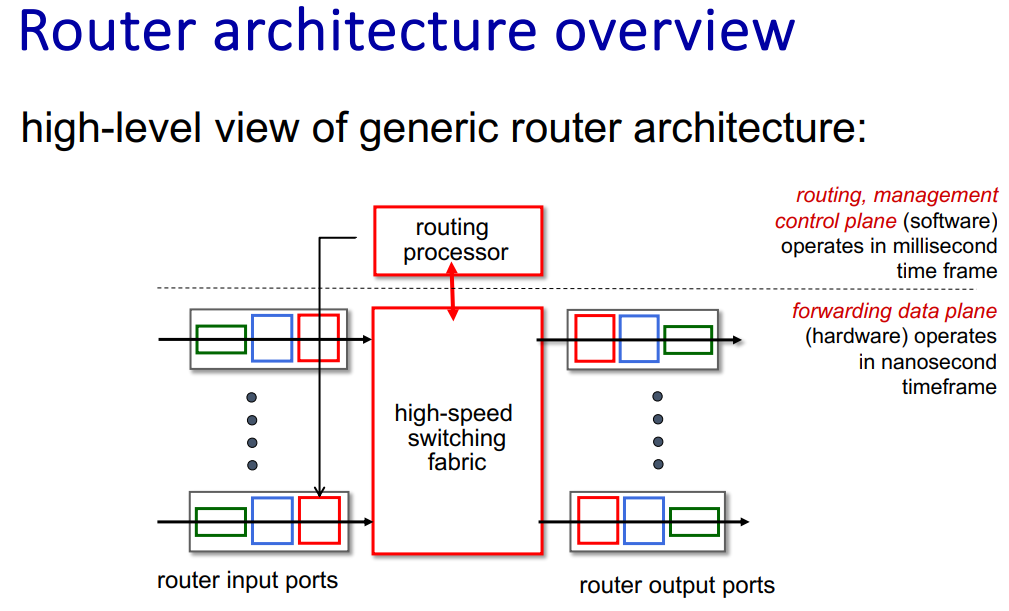 Router architecture overview
high-level view of generic router architecture:
routing, management
control plane (software)
operates in millisecond
time frame
routing
processor
forwarding data plane
(hardware) operates
in nanosecond
timeframe
high-speed
switching
fabric
router input ports
router output ports